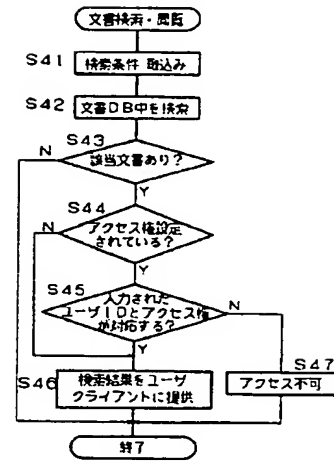 文書検索・閲覧
S41
検索条件 取込み
S42
文書DB中を検索
S43
N
該当文書あり?
Y
S44
N
アクセス権設定
されている?
Y
S45
入力された
ユーザIDとアクセス権
が対応する?
N
Y
S46
検索結果をユーザ
クライアントに提供
S47
アクセス不可
終了